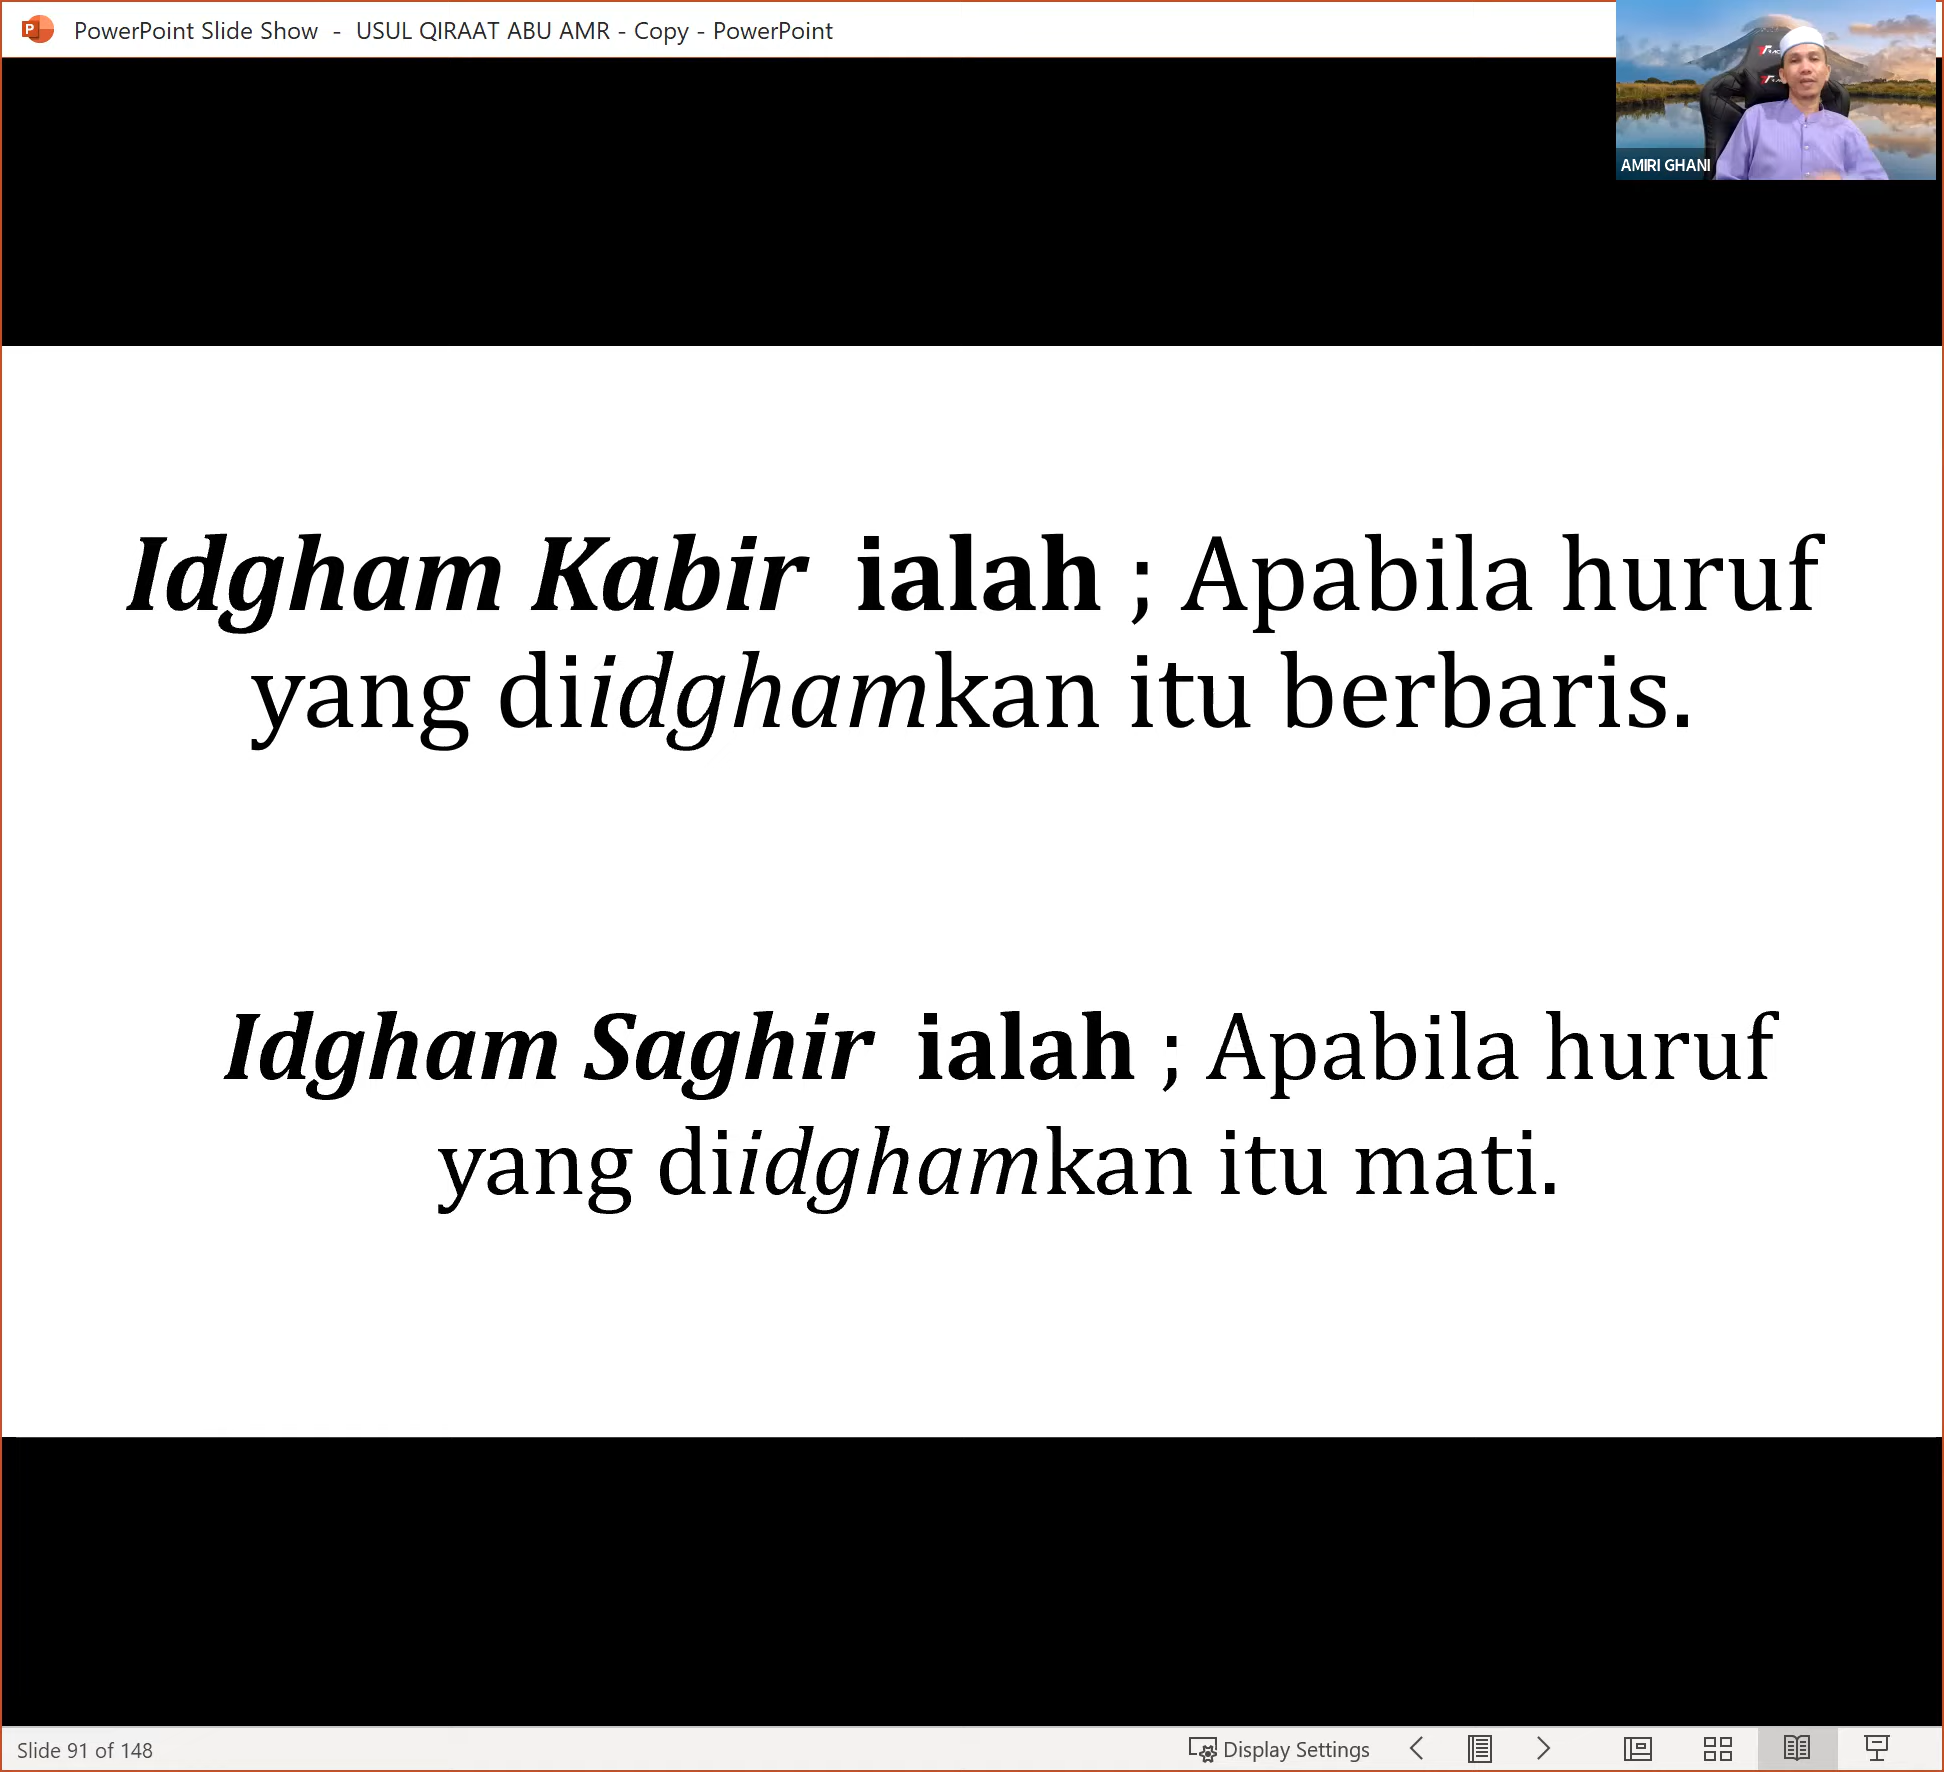 PowerPoint Slide Show - USUL QIRAAT ABU AMR - Copy - PowerPoint
AMIRI GHANI
Idgham Kabir ialah ; Apabila huruf
yang diidghamkan itu berbaris.
Idgham Saghir ialah ; Apabila huruf
yang diidghamkan itu mati.
Slide 91 of 148
Display Settings